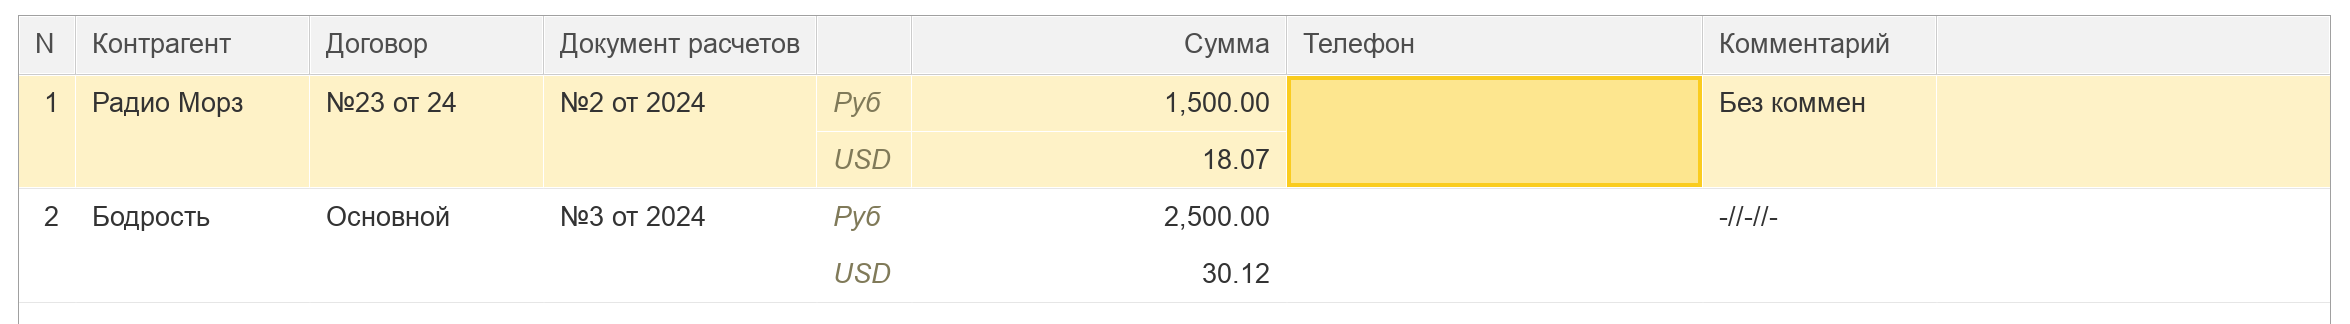 N Контрагент Договор Документ расчетов Сумма Телефон Комментарий
1 Радио Морз №23 от 24 №2 от 2024 Руб 1,500.00 Без коммен
USD 18.07
2 Бодрость Основной №3 от 2024 Руб 2,500.00 -//-//-
USD 30.12